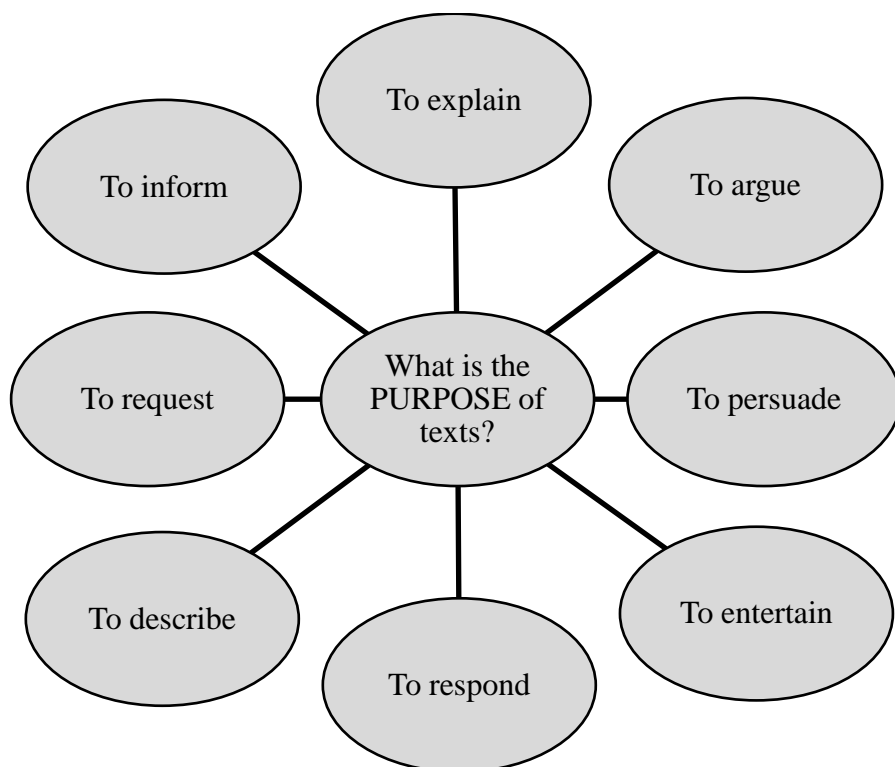 To explain
To inform
To argue
To request
What is the
PURPOSE of
texts?
To persuade
To describe
To entertain
To respond